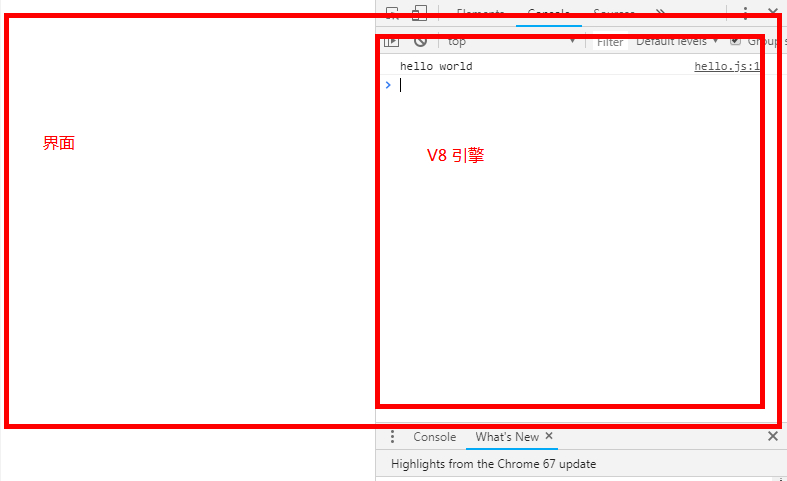 Elements Console Sources »
top Filter Default levels Group s
hello world hello.js:1
界面
V8 引擎
Console What's New
Highlights from the Chrome 67 update